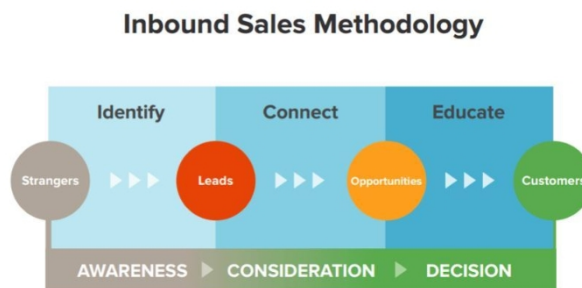 Inbound Sales Methodology
Identify Connect Educate
Strangers Leads Opportunities Customers
AWARENESS CONSIDERATION DECISION